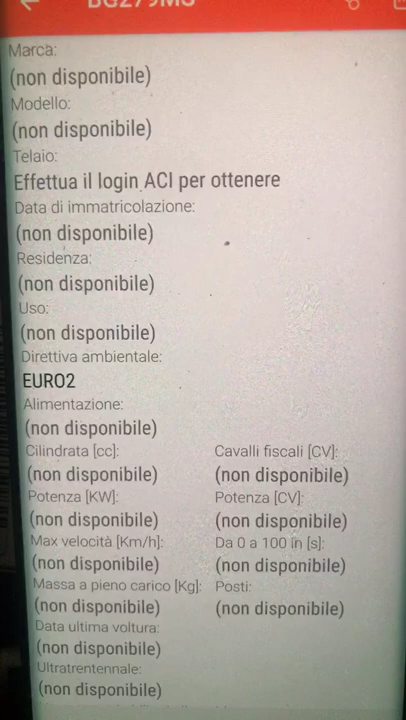 BG279MS
Marca:
(non disponibile)
Modello:
(non disponibile)
Telaio:
Effettua il login ACI per ottenere
Data di immatricolazione:
(non disponibile)
Residenza:
(non disponibile)
Uso:
(non disponibile)
Direttiva ambientale:
EURO2
Alimentazione:
(non disponibile)
Cilindrata [cc]: Cavalli fiscali [CV]:
(non disponibile) (non disponibile)
Potenza [KW]: Potenza [CV]:
(non disponibile) (non disponibile)
Max velocità [Km/h]: Da 0 a 100 in [s]:
(non disponibile) (non disponibile)
Massa a pieno carico [Kg]: Posti:
(non disponibile) (non disponibile)
Data ultima voltura:
(non disponibile)
Ultratrentennale:
(non disponibile)